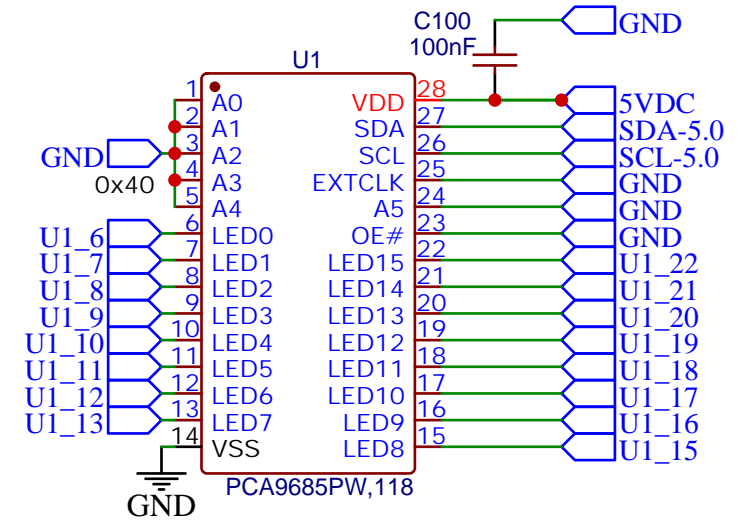 C100
100nF
GND
U1
1 A0 VDD 28 5VDC
2 A1 SDA 27 SDA-5.0
GND 3 A2 SCL 26 SCL-5.0
0x40 4 A3 EXTCLK 25 GND
5 A4 A5 24 GND
U1_6 6 LED0 OE# 23 GND
U1_7 7 LED1 LED15 22 U1_22
U1_8 8 LED2 LED14 21 U1_21
U1_9 9 LED3 LED13 20 U1_20
U1_10 10 LED4 LED12 19 U1_19
U1_11 11 LED5 LED11 18 U1_18
U1_12 12 LED6 LED10 17 U1_17
U1_13 13 LED7 LED9 16 U1_16
14 VSS LED8 15 U1_15
GND
PCA9685PW,118